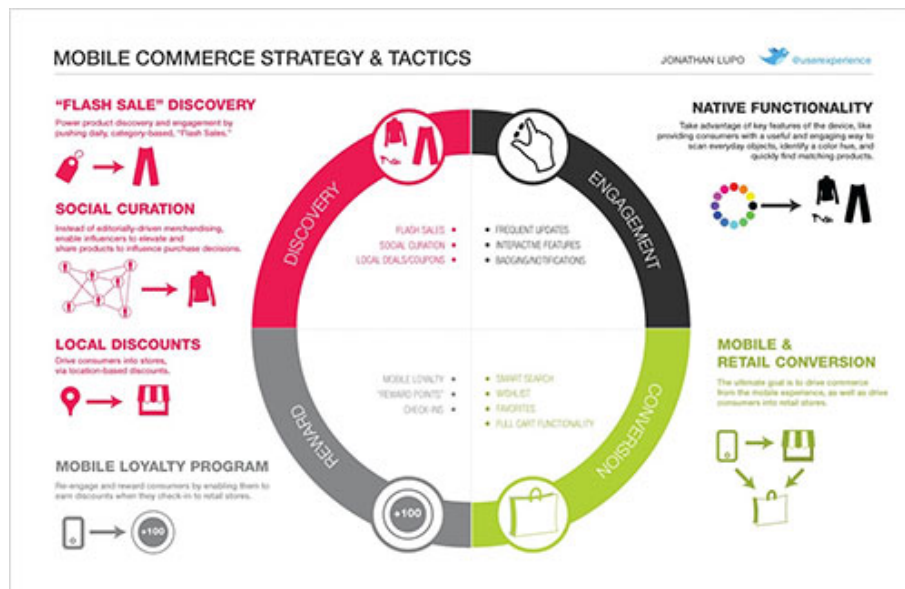 MOBILE COMMERCE STRATEGY & TACTICS
JONATHAN LUPO
@userexperience
“FLASH SALE” DISCOVERY
Power product discovery and engagement by
pushing daily, category-based, “Flash Sales.”
SOCIAL CURATION
Instead of editorially-driven merchandising,
enable influencers to elevate and
share products to influence purchase decisions.
LOCAL DISCOUNTS
Drive consumers into stores,
via location-based discounts.
MOBILE LOYALTY PROGRAM
Re-engage and reward consumers by enabling them to
earn discounts when they check-in to retail stores.
+100
DISCOVERY
FLASH SALES
SOCIAL CURATION
LOCAL DEALS/COUPONS
ENGAGEMENT
FREQUENT UPDATES
INTERACTIVE FEATURES
BADGING/NOTIFICATIONS
REWARD
MOBILE LOYALTY
“REWARD POINTS”
CHECK-INS
+100
CONVERSION
SMART SEARCH
WISHLIST
FAVORITES
FULL CART FUNCTIONALITY
NATIVE FUNCTIONALITY
Take advantage of key features of the device, like
providing consumers with a useful and engaging way to
scan everyday objects, identify a color hue, and
quickly find matching products.
MOBILE &
RETAIL CONVERSION
The ultimate goal is to drive commerce
from the mobile experience, as well as drive
consumers into retail stores.